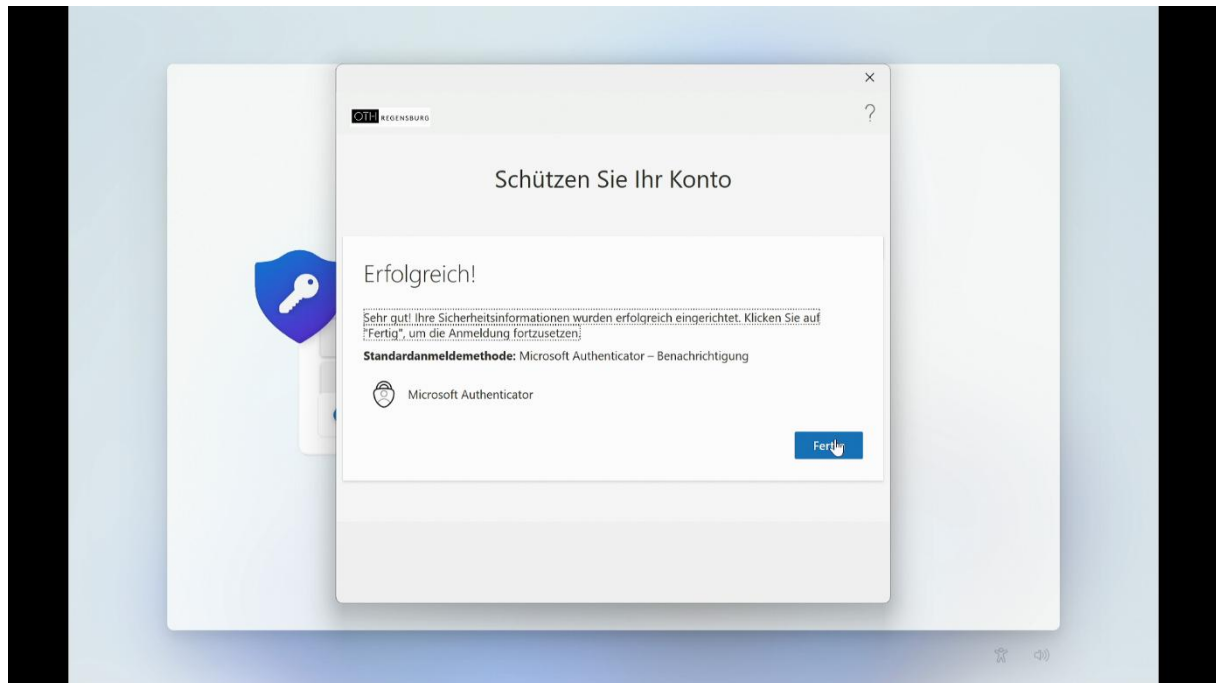 OTH REGENSBURG
Schützen Sie Ihr Konto
Erfolgreich!
Sehr gut! Ihre Sicherheitsinformationen wurden erfolgreich eingerichtet. Klicken Sie auf
"Fertig", um die Anmeldung fortzusetzen.
Standardanmeldemethode: Microsoft Authenticator – Benachrichtigung
Microsoft Authenticator